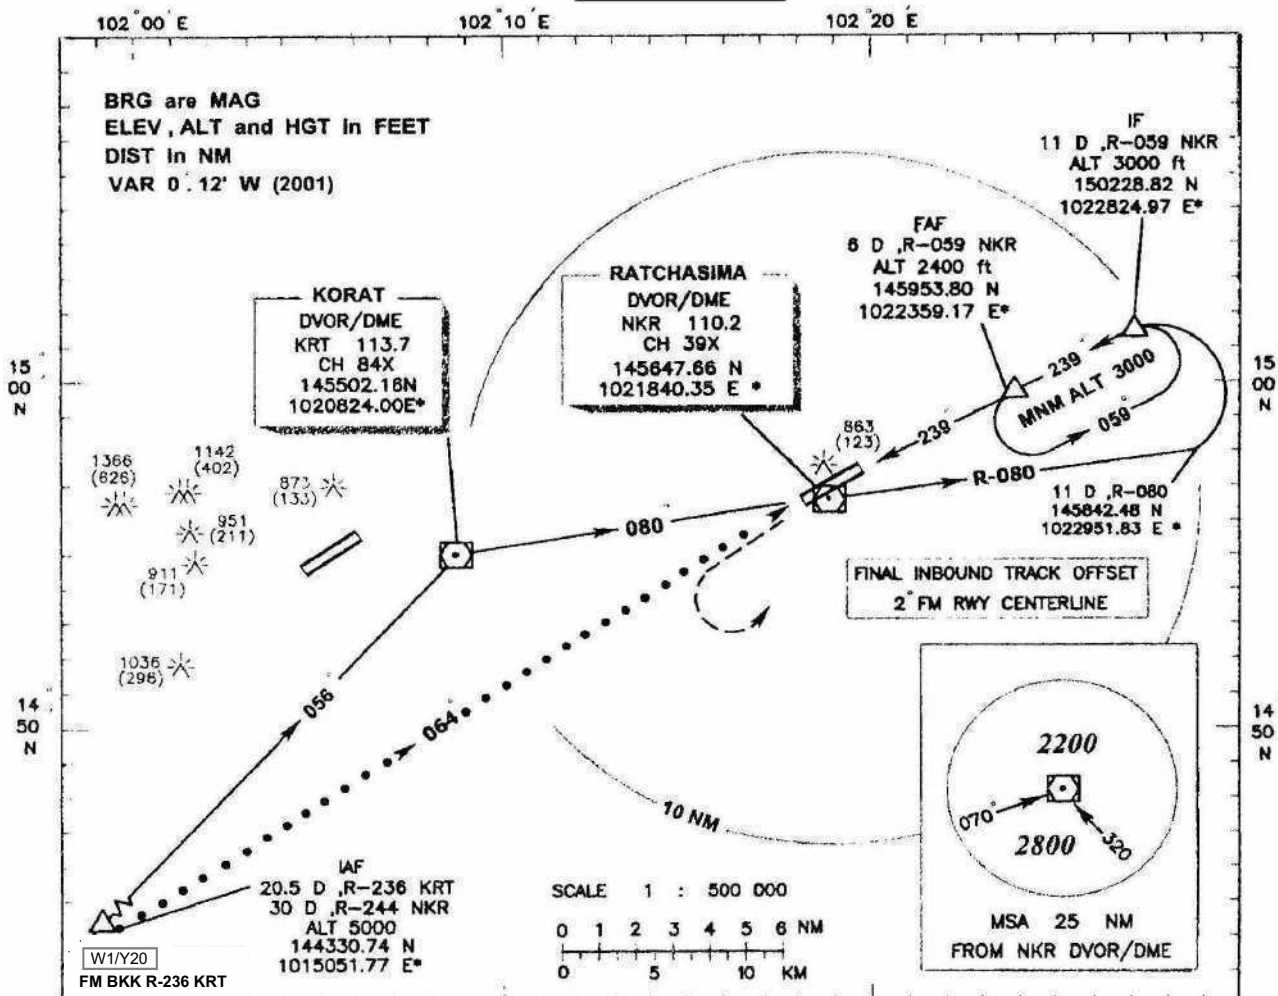 102°00' E
102°10' E
102°20' E
BRG are MAG
ELEV, ALT and HGT in FEET
DIST in NM
VAR 0° 12' W (2001)
IF
11 D ,R-059 NKR
ALT 3000 ft
150228.82 N
1022824.97 E*
FAF
6 D ,R-059 NKR
ALT 2400 ft
145953.80 N
1022359.17 E*
RATCHASIMA
DVOR/DME
NKR 110.2
CH 39X
145647.66 N
1021840.35 E *
KORAT
DVOR/DME
KRT 113.7
CH 84X
145502.16N
1020824.00E*
15°
00'
N
15°
00'
N
239°
MNM ALT 3000
059°
239°
863
(123)
1366
(626)
1142
(402)
873
(133)
951
(211)
911
(171)
R-080
11 D ,R-080
145842.48 N
1022951.83 E *
080°
FINAL INBOUND TRACK OFFSET
2° FM RWY CENTERLINE
1036
(296)
056°
064°
14°
50'
N
14°
50'
N
10 NM
2200
070°
2800
320°
MSA 25 NM
FROM NKR DVOR/DME
IAF
20.5 D ,R-236 KRT
30 D ,R-244 NKR
ALT 5000
144330.74 N
1015051.77 E*
SCALE 1 : 500 000
0 1 2 3 4 5 6 NM
0 5 10 KM
W1/Y20
FM BKK R-236 KRT